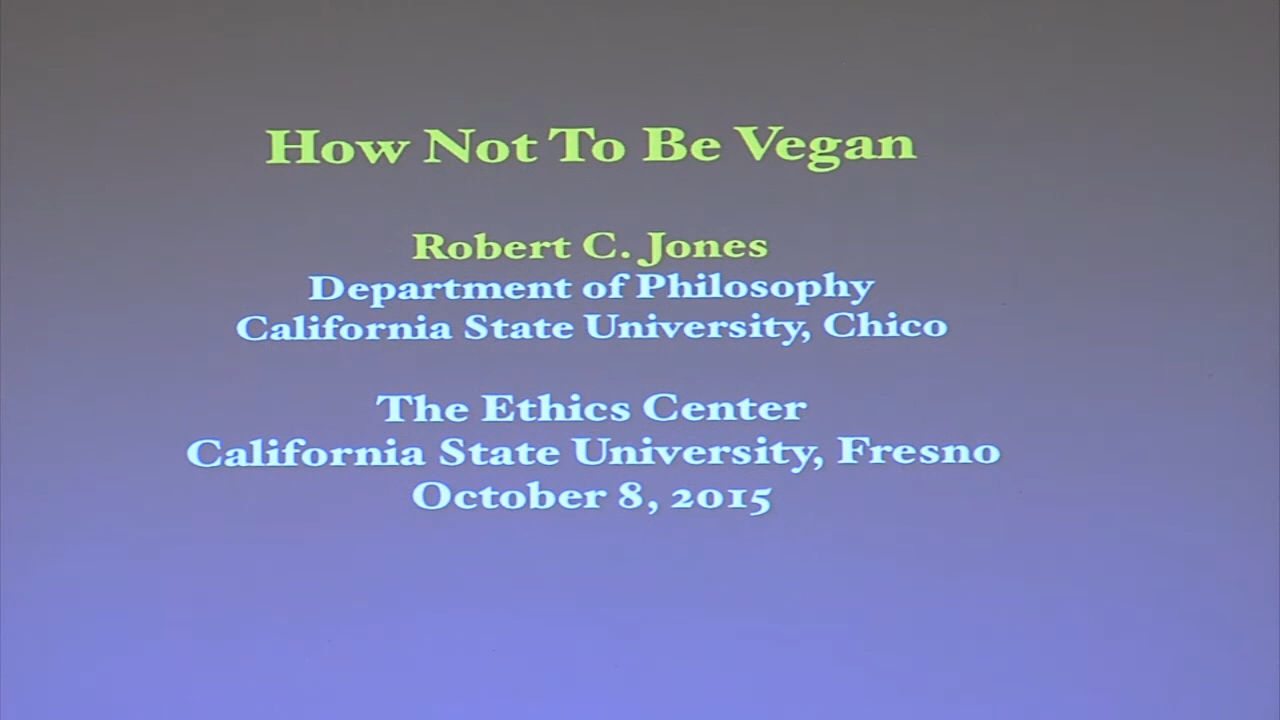 How Not To Be Vegan
Robert C. Jones
Department of Philosophy
California State University, Chico
The Ethics Center
California State University, Fresno
October 8, 2015